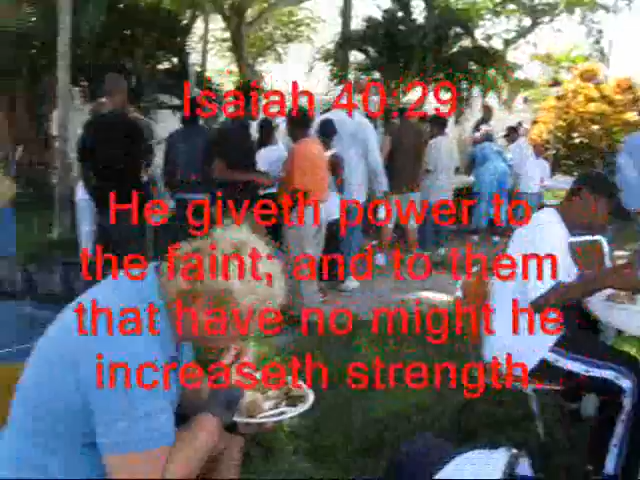 Isaiah 40:29
He giveth power to
the faint; and to them
that have no might he
increaseth strength.